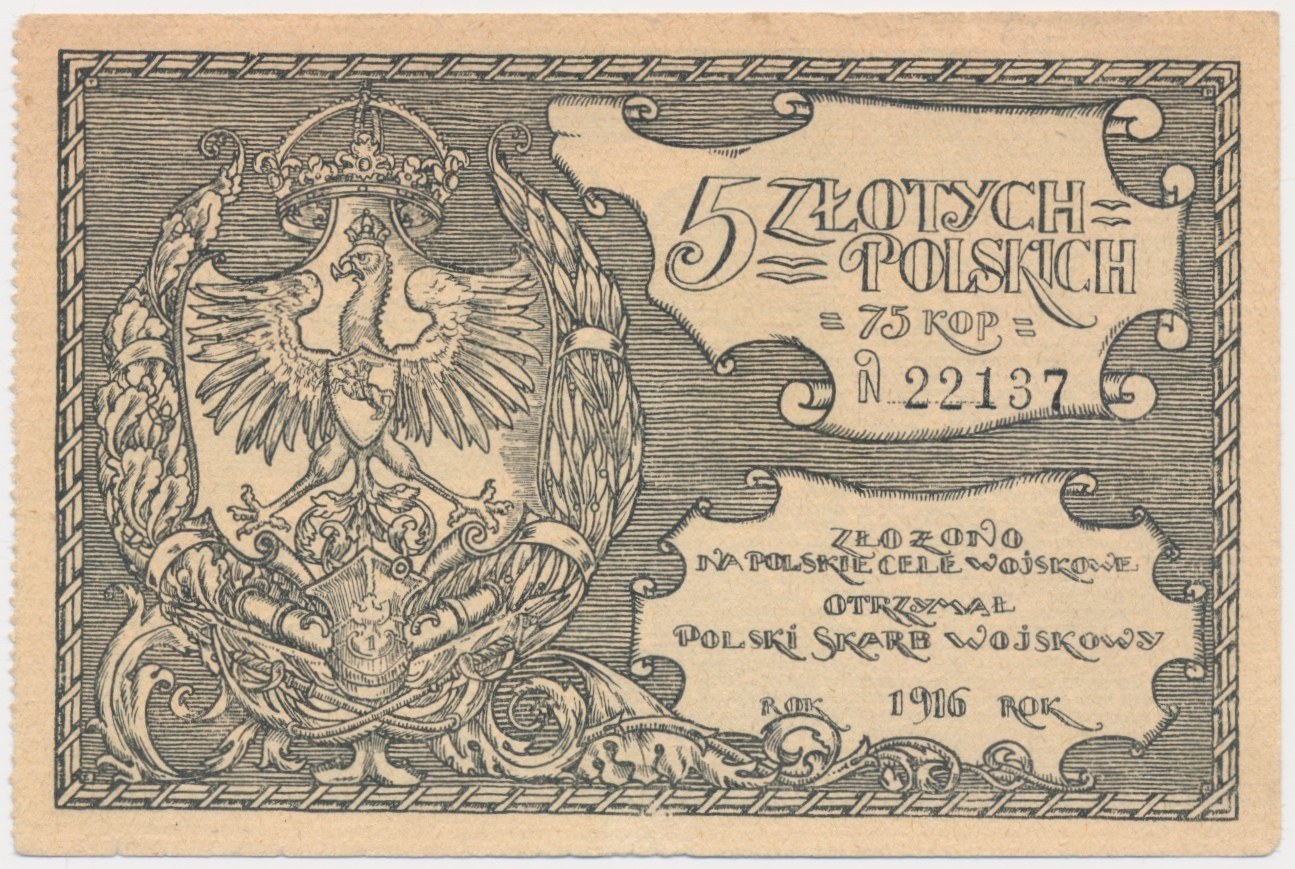 5 ZŁOTYCH=
POLSKICH
= 75 KOP =
N 22137
ZŁOŻONO
NA POLSKIE CELE WOJSKOWE
OTRZYMAŁ
POLSKI SKARB WOJSKOWY
ROK 1916 ROK